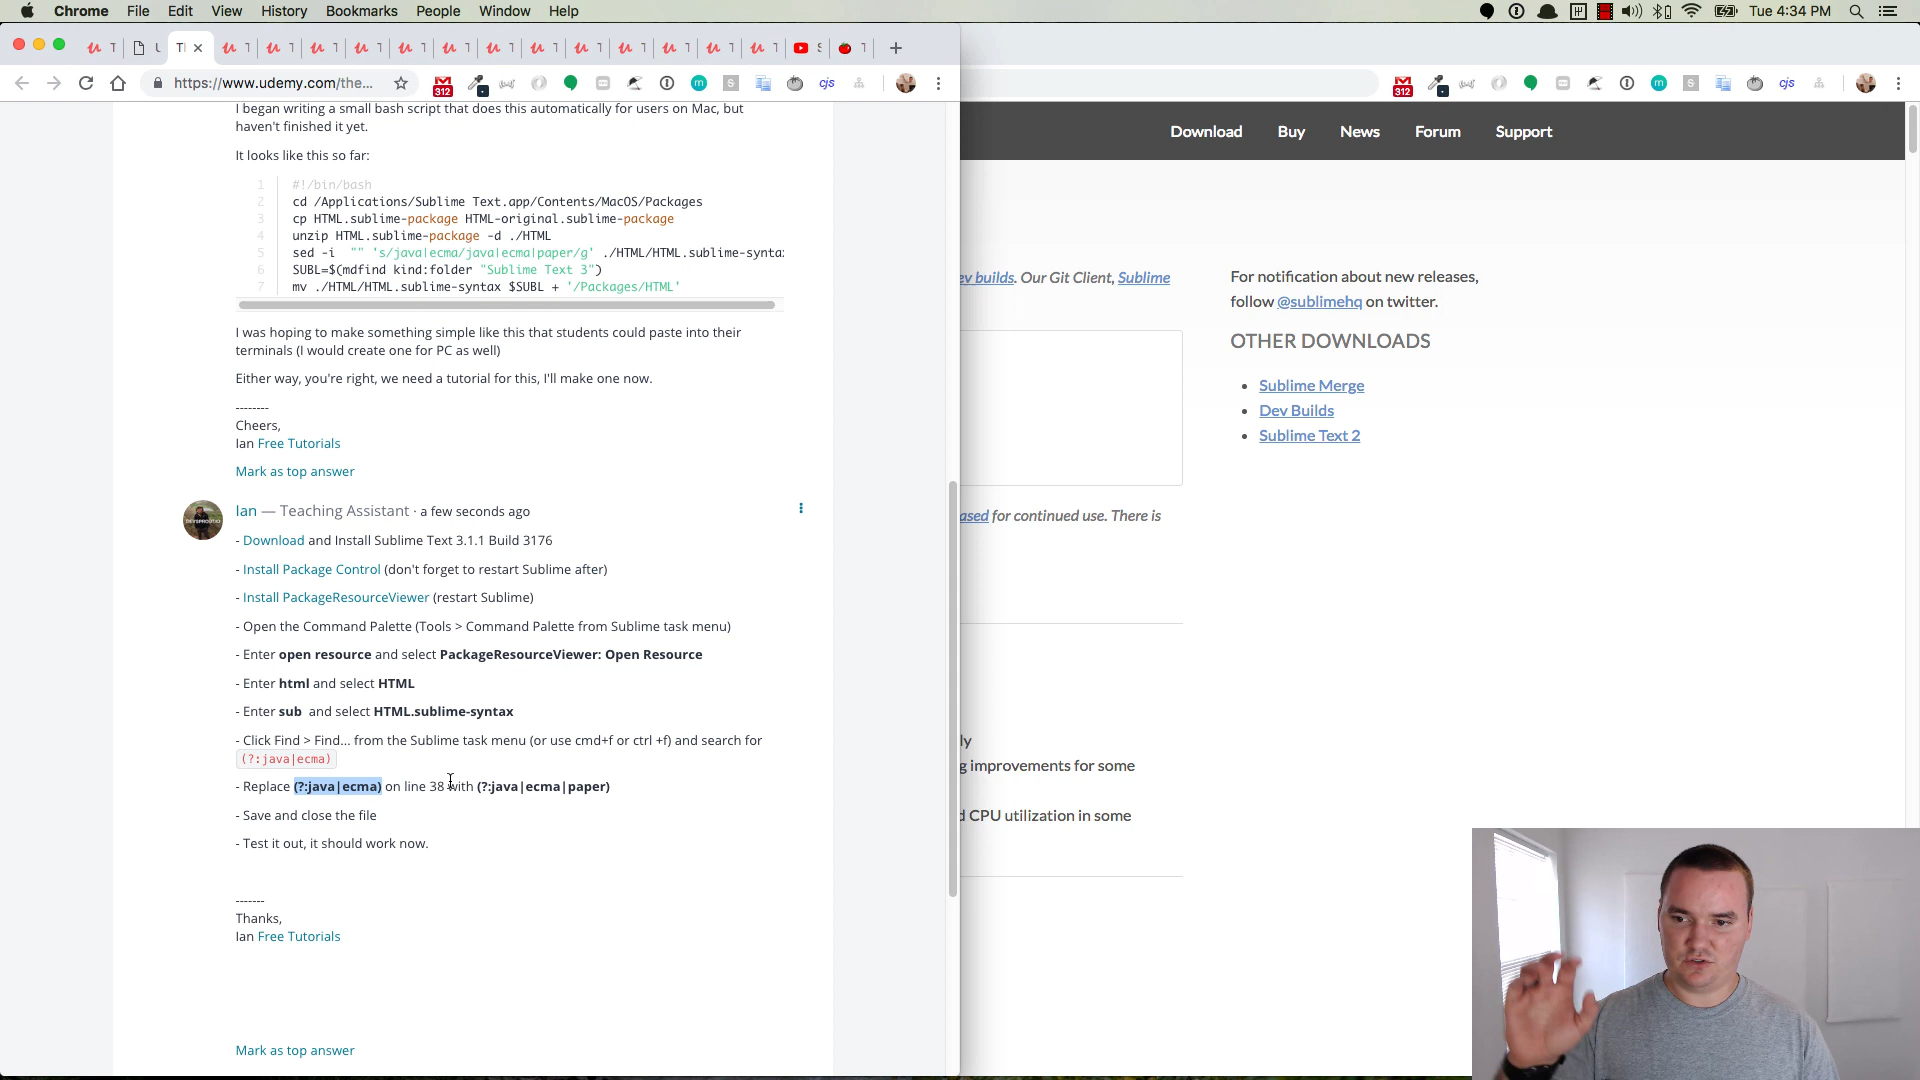 Chrome File Edit View History Bookmarks People Window Help
Tue 4:34 PM
https://www.udemy.com/the...
312
cjs
312
cjs
I began writing a small bash script that does this automatically for users on Mac, but
haven't finished it yet.
It looks like this so far:
1 #!/bin/bash
2 cd /Applications/Sublime Text.app/Contents/MacOS/Packages
3 cp HTML.sublime-package HTML-original.sublime-package
4 unzip HTML.sublime-package -d ./HTML
5 sed -i "" 's/java|ecma/java|ecma|paper/g' ./HTML/HTML.sublime-syntax
6 SUBL=$(mdfind kind:folder "Sublime Text 3")
7 mv ./HTML/HTML.sublime-syntax $SUBL + '/Packages/HTML'
I was hoping to make something simple like this that students could paste into their
terminals (I would create one for PC as well)
Either way, you're right, we need a tutorial for this, I'll make one now.
--------
Cheers,
Ian Free Tutorials
Mark as top answer
Ian — Teaching Assistant · a few seconds ago
- Download and Install Sublime Text 3.1.1 Build 3176
- Install Package Control (don't forget to restart Sublime after)
- Install PackageResourceViewer (restart Sublime)
- Open the Command Palette (Tools > Command Palette from Sublime task menu)
- Enter open resource and select PackageResourceViewer: Open Resource
- Enter html and select HTML
- Enter sub and select HTML.sublime-syntax
- Click Find > Find... from the Sublime task menu (or use cmd+f or ctrl +f) and search for
(?:java|ecma)
- Replace (?:java|ecma) on line 38 with (?:java|ecma|paper)
- Save and close the file
- Test it out, it should work now.
-------
Thanks,
Ian Free Tutorials
Mark as top answer
Download Buy News Forum Support
ev builds. Our Git Client, Sublime
ased for continued use. There is
ly
g improvements for some
d CPU utilization in some
For notification about new releases,
follow @sublimehq on twitter.
OTHER DOWNLOADS
• Sublime Merge
• Dev Builds
• Sublime Text 2